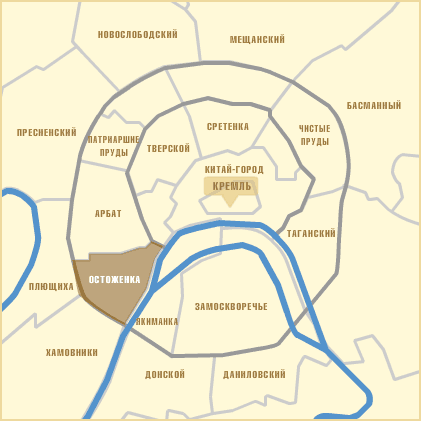 НОВОСЛОБОДСКИЙ
МЕЩАНСКИЙ
БАСМАННЫЙ
ПРЕСНЕНСКИЙ
ПАТРИАРШИЕ
ПРУДЫ
ТВЕРСКОЙ
СРЕТЕНКА
ЧИСТЫЕ
ПРУДЫ
КИТАЙ-ГОРОД
КРЕМЛЬ
АРБАТ
ТАГАНСКИЙ
ОСТОЖЕНКА
ПЛЮЩИХА
ЯКИМАНКА
ЗАМОСКВОРЕЧЬЕ
ХАМОВНИКИ
ДОНСКОЙ
ДАНИЛОВСКИЙ